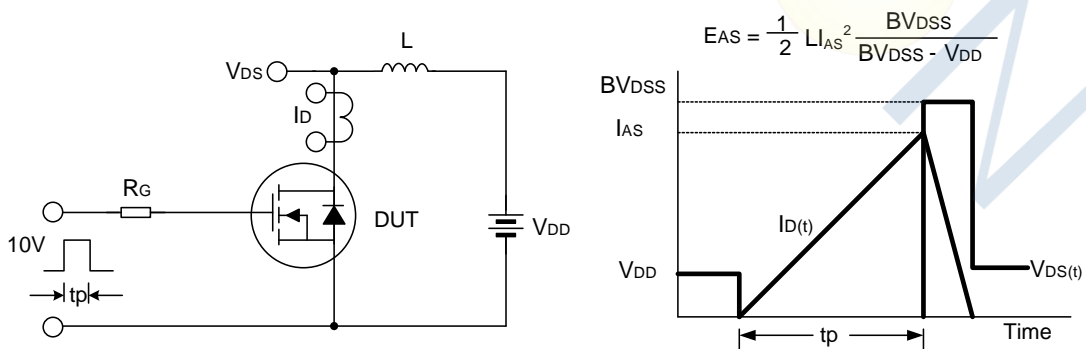 VDS
L
ID
RG
10V
tp
DUT
VDD
EAS = 1/2 LIAS² BVDSS/(BVDSS - VDD)
BVDSS
IAS
ID(t)
VDD
VDS(t)
tp
Time